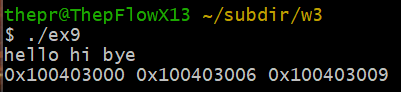 thepr@ThepFlowX13 ~/subdir/w3
$ ./ex9
hello hi bye
0x100403000 0x100403006 0x100403009